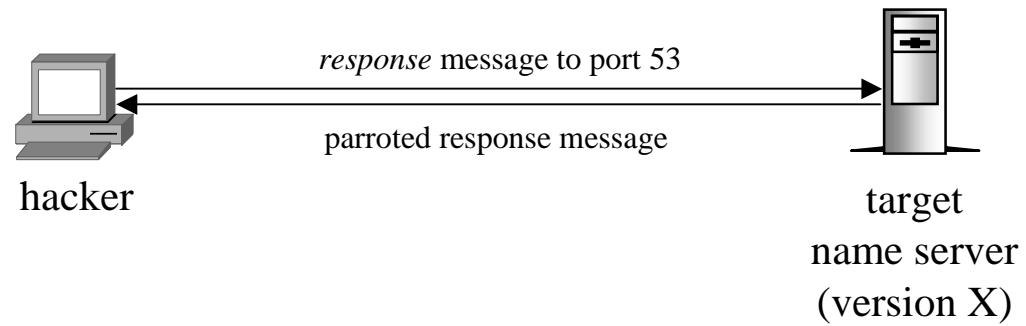 response message to port 53
parroted response message
hacker
target
name server
(version X)